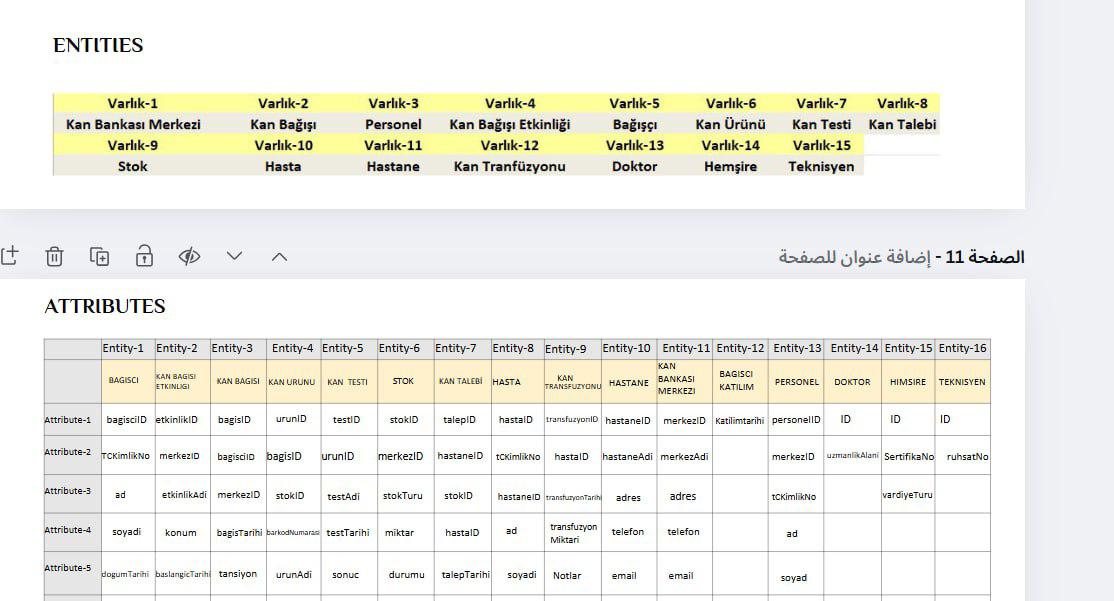 ENTITIES
Varlık-1 Varlık-2 Varlık-3 Varlık-4 Varlık-5 Varlık-6 Varlık-7 Varlık-8
Kan Bankası Merkezi Kan Bağışı Personel Kan Bağışı Etkinliği Bağışçı Kan Ürünü Kan Testi Kan Talebi
Varlık-9 Varlık-10 Varlık-11 Varlık-12 Varlık-13 Varlık-14 Varlık-15
Stok Hasta Hastane Kan Tranfüzyonu Doktor Hemşire Teknisyen
الصفحة 11 - إضافة عنوان للصفحة
ATTRIBUTES
Entity-1 Entity-2 Entity-3 Entity-4 Entity-5 Entity-6 Entity-7 Entity-8 Entity-9 Entity-10 Entity-11 Entity-12 Entity-13 Entity-14 Entity-15 Entity-16
BAGISCI KAN BAGISI ETKINLIGI KAN BAGISI KAN URUNU KAN TESTI STOK KAN TALEBİ HASTA KAN TRANSFUZYONU HASTANE KAN BANKASI MERKEZI BAGISCI KATILIM PERSONEL DOKTOR HIMSIRE TEKNISYEN
Attribute-1 bagisciID etkinlikID bagisID urunID testID stokID talepID hastaID transfuzyonID hastaneID merkezID Katilimtarihi personelID ID ID ID
Attribute-2 TCKimlikNo merkezID bagisciID bagisID urunID merkezID hastaneID tCKimlikNo hastaID hastaneAdi merkezAdi merkezID uzmanlikAlani SertifikaNo ruhsatNo
Attribute-3 ad etkinlikAdi merkezID stokID testAdi stokTuru stokID hastaneID transfuzyonTarihi adres adres tCKimlikNo vardiyeTuru
Attribute-4 soyadi konum bagisTarihi barkodNumarasi testTarihi miktar hastaID ad transfuzyon Miktari telefon telefon ad
Attribute-5 dogumTarihi baslangicTarihi tansiyon urunAdi sonuc durumu talepTarihi soyadi Notlar email email soyad